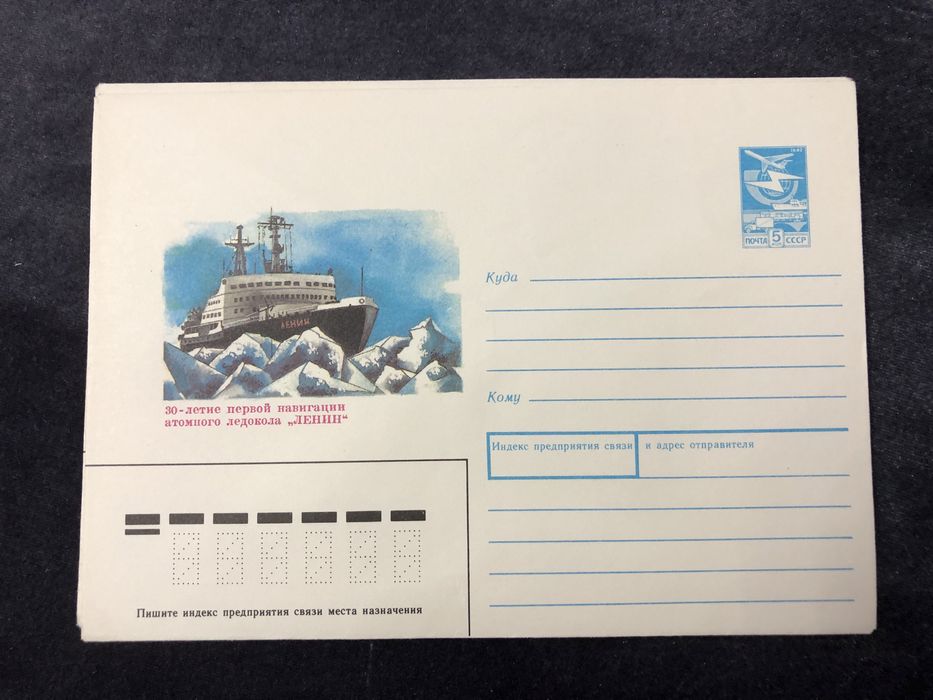 1982
ПОЧТА 5 СССР
ЛЕНИН
30-летие первой навигации
атомного ледокола „ЛЕНИН“
Куда
Кому
Индекс предприятия связи и адрес отправителя
Пишите индекс предприятия связи места назначения